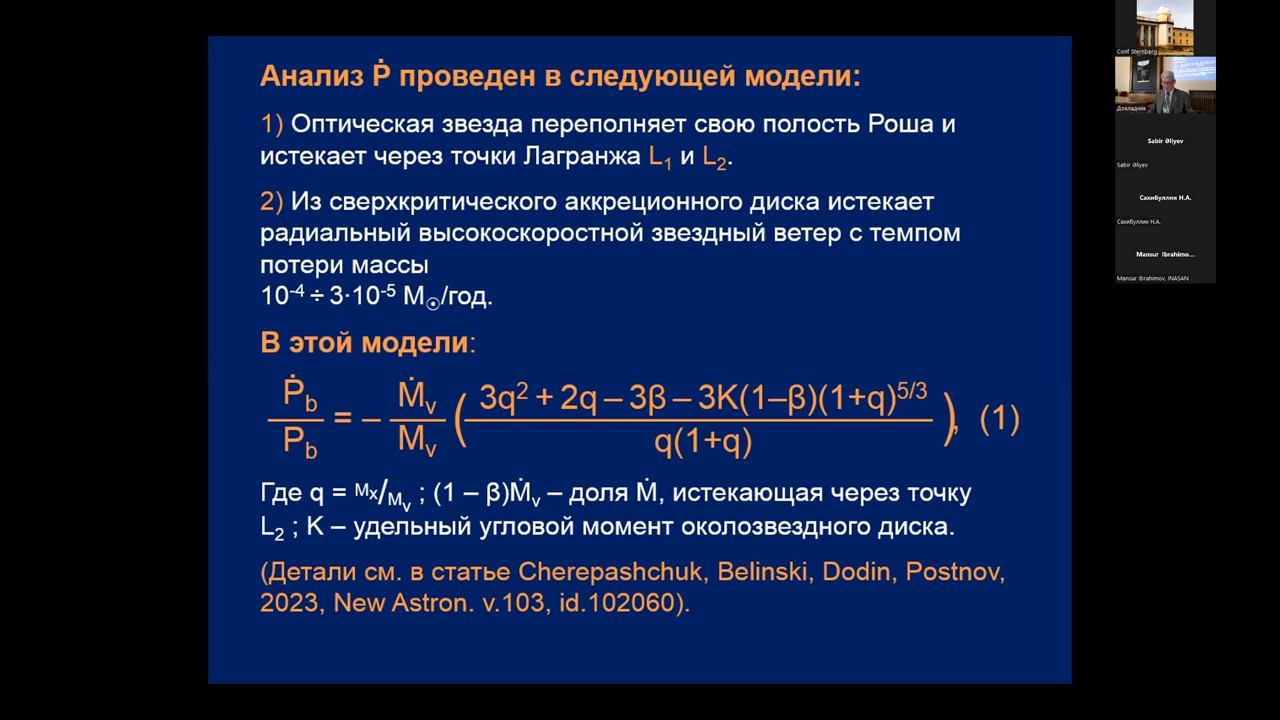 Анализ Ṗ проведен в следующей модели:
1) Оптическая звезда переполняет свою полость Роша и
истекает через точки Лагранжа L₁ и L₂.
2) Из сверхкритического аккреционного диска истекает
радиальный высокоскоростной звездный ветер с темпом
потери массы
10⁻⁴ ÷ 3·10⁻⁵ M☉/год.
В этой модели:
Ṗb/Pb = – Ṁv/Mv ( (3q² + 2q – 3β – 3K(1–β)(1+q)^5/3) / q(1+q) ), (1)
Где q = Mx/Mv ; (1 – β)Ṁv – доля Ṁ, истекающая через точку
L₂ ; K – удельный угловой момент околозвездного диска.
(Детали см. в статье Cherepashchuk, Belinski, Dodin, Postnov,
2023, New Astron. v.103, id.102060).
Conf Sternberg
Докладчик
Sabir Əliyev
Sabir Əliyev
Сахибуллин Н.А.
Сахибуллин Н.А.
Mansur Ibrahimo...
Mansur Ibrahimov, INASAN